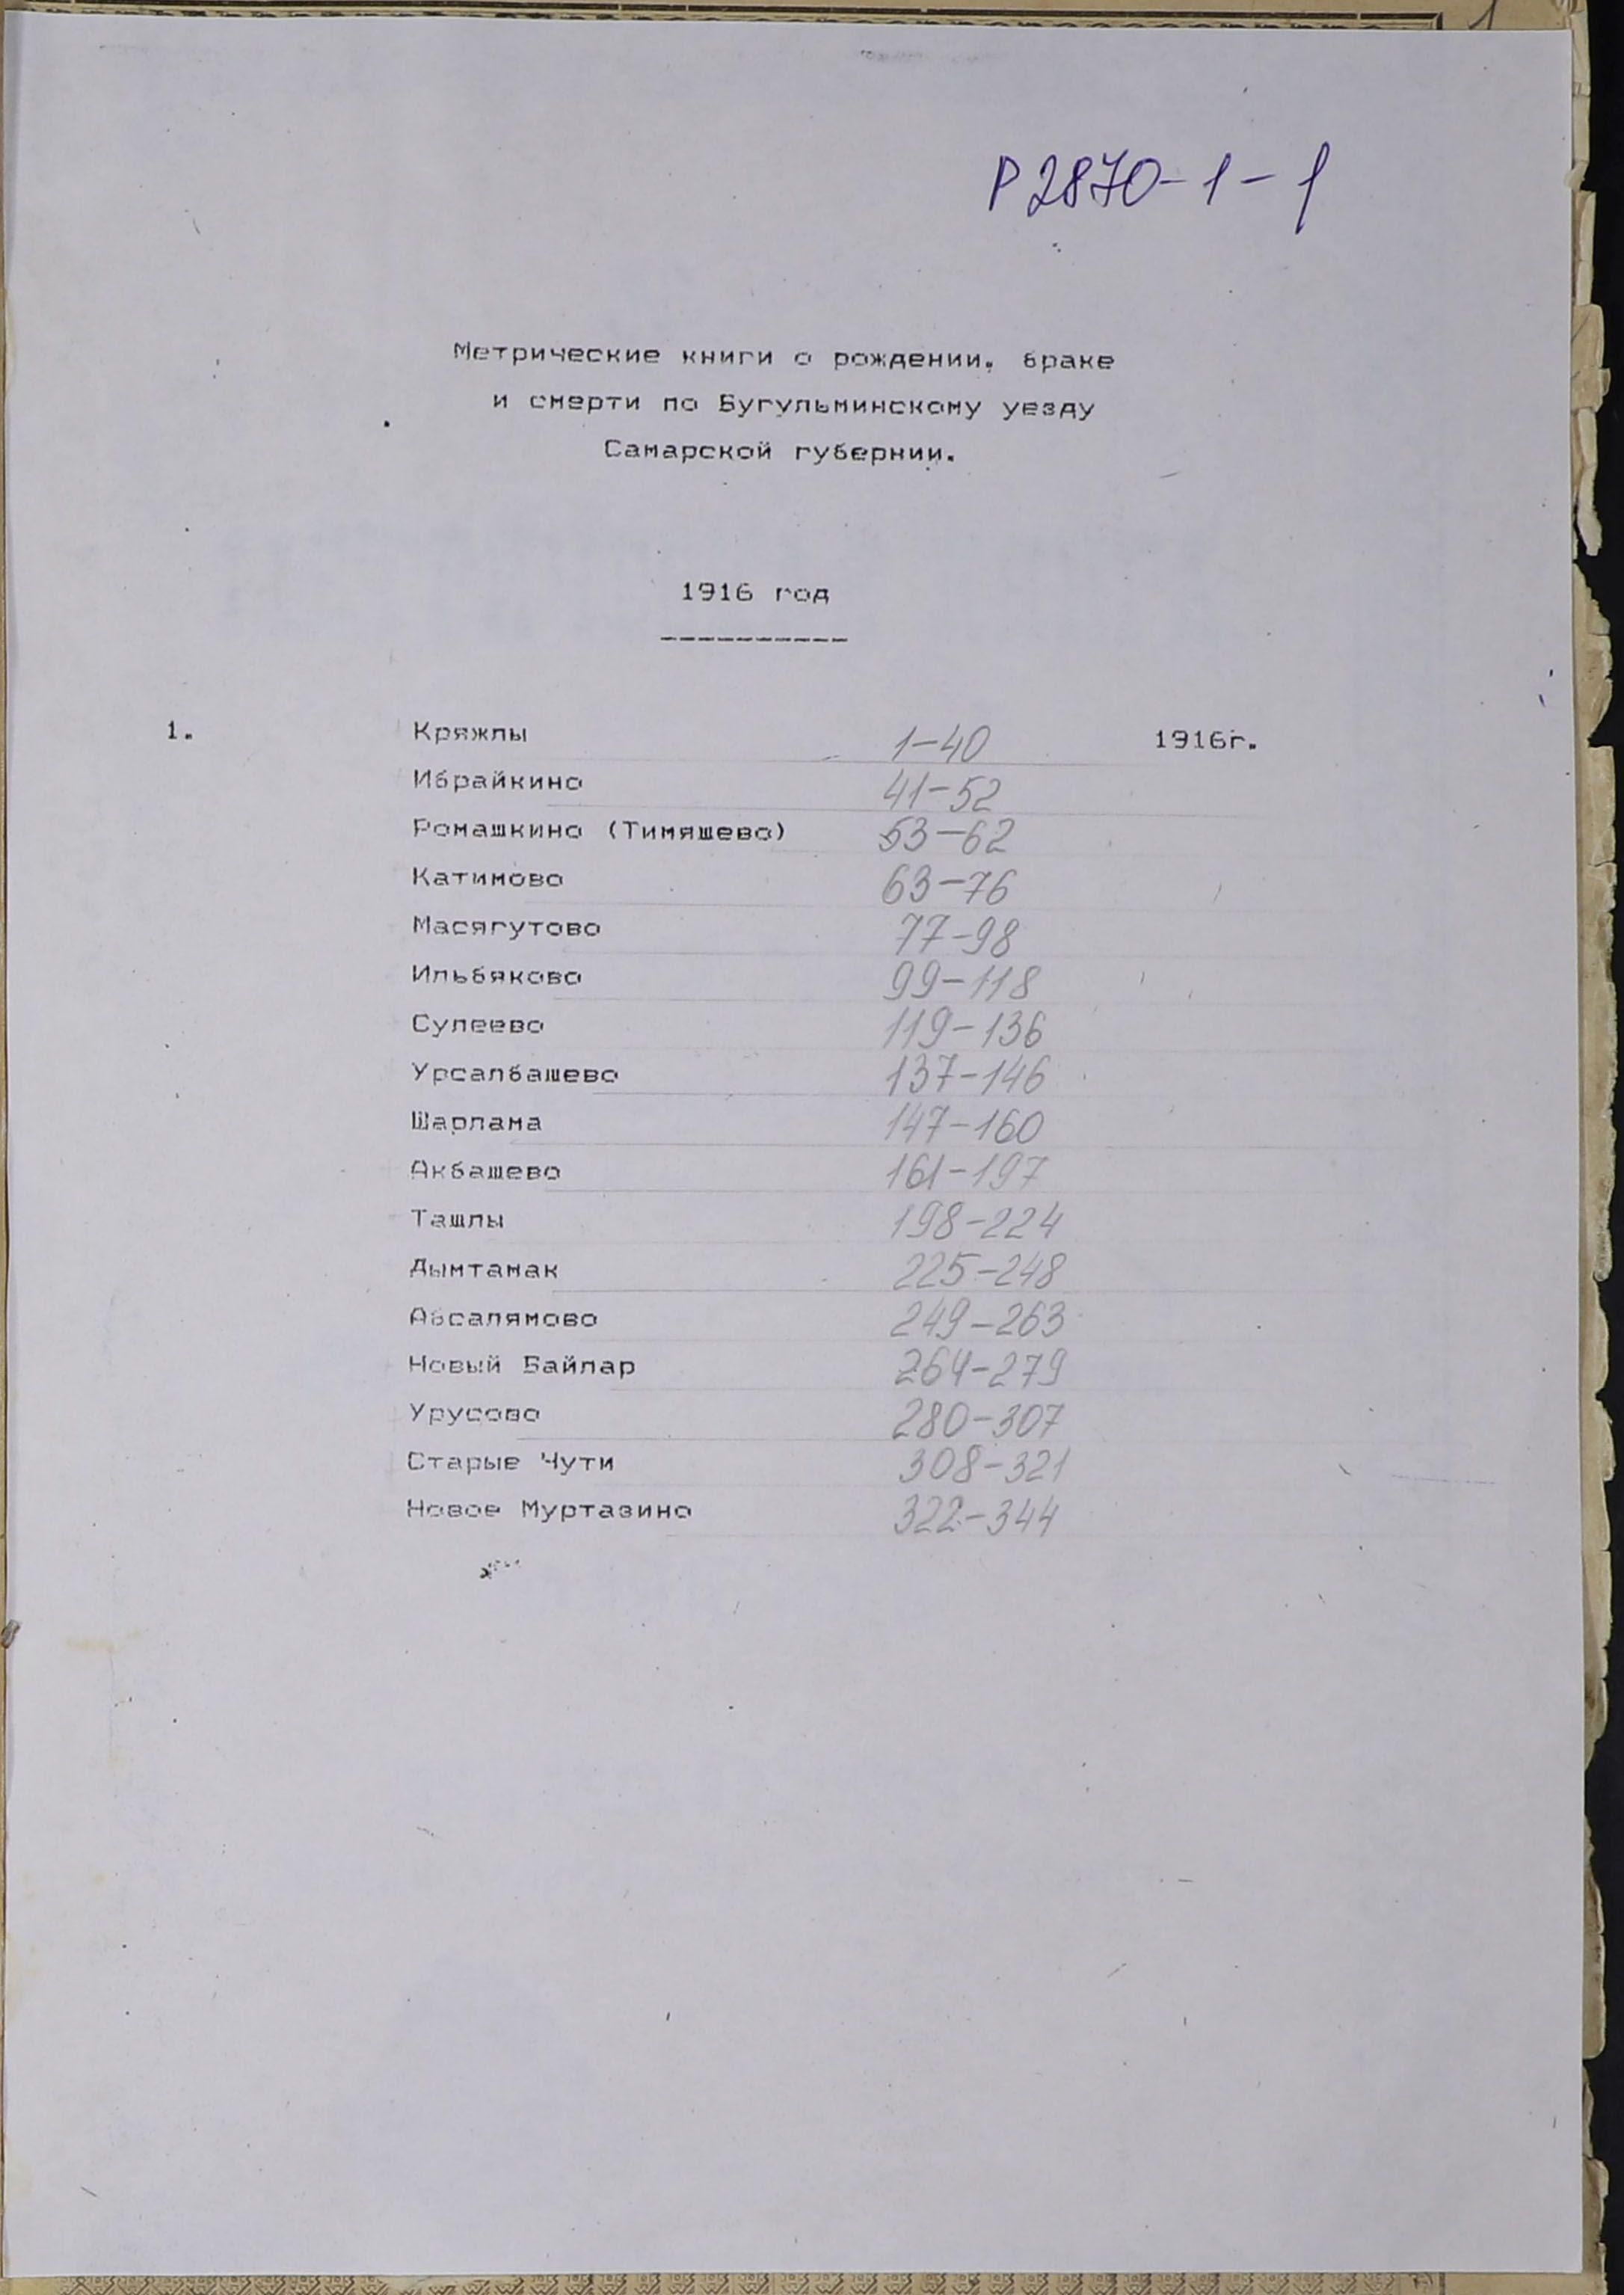 1
Р2870-1-1
Метрические книги о рождении. браке
и смерти по Бугульминскому уезду
Самарской губернии.
1916 год
----------
1. Кряжлы 1-40 1916г.
Ибрайкино 41-52
Ромашкино (Тимяшево) 53-62
Катимово 63-76
Масягутово 77-98
Ильбяково 99-118
Сулеево 119-136
Урсалбашево 137-146
Шарлама 147-160
Акбашево 161-197
Ташлы 198-224
Дымтамак 225-248
Абсалямово 249-263
Новый Байлар 264-279
Урусово 280-307
Старые Чути 308-321
Новое Муртазино 322-344